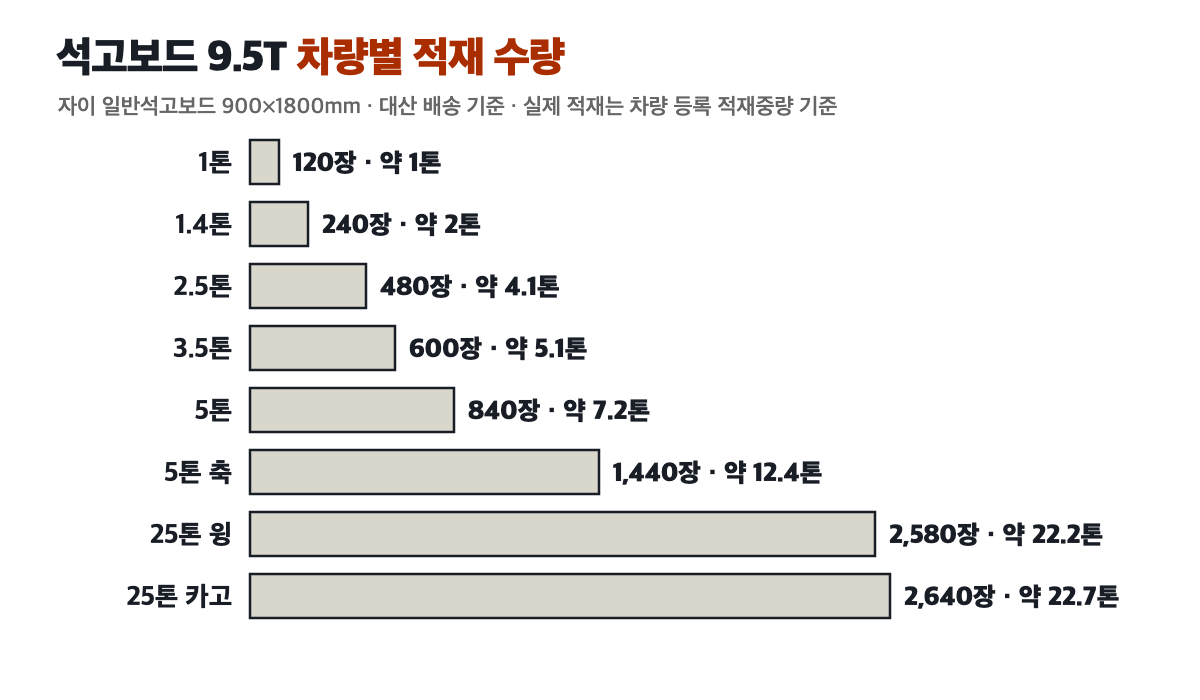 석고보드 9.5T 차량별 적재 수량
자이 일반석고보드 900×1800mm · 대산 배송 기준 · 실제 적재는 차량 등록 적재중량 기준
1톤 120장 · 약 1톤
1.4톤 240장 · 약 2톤
2.5톤 480장 · 약 4.1톤
3.5톤 600장 · 약 5.1톤
5톤 840장 · 약 7.2톤
5톤 축 1,440장 · 약 12.4톤
25톤 윙 2,580장 · 약 22.2톤
25톤 카고 2,640장 · 약 22.7톤